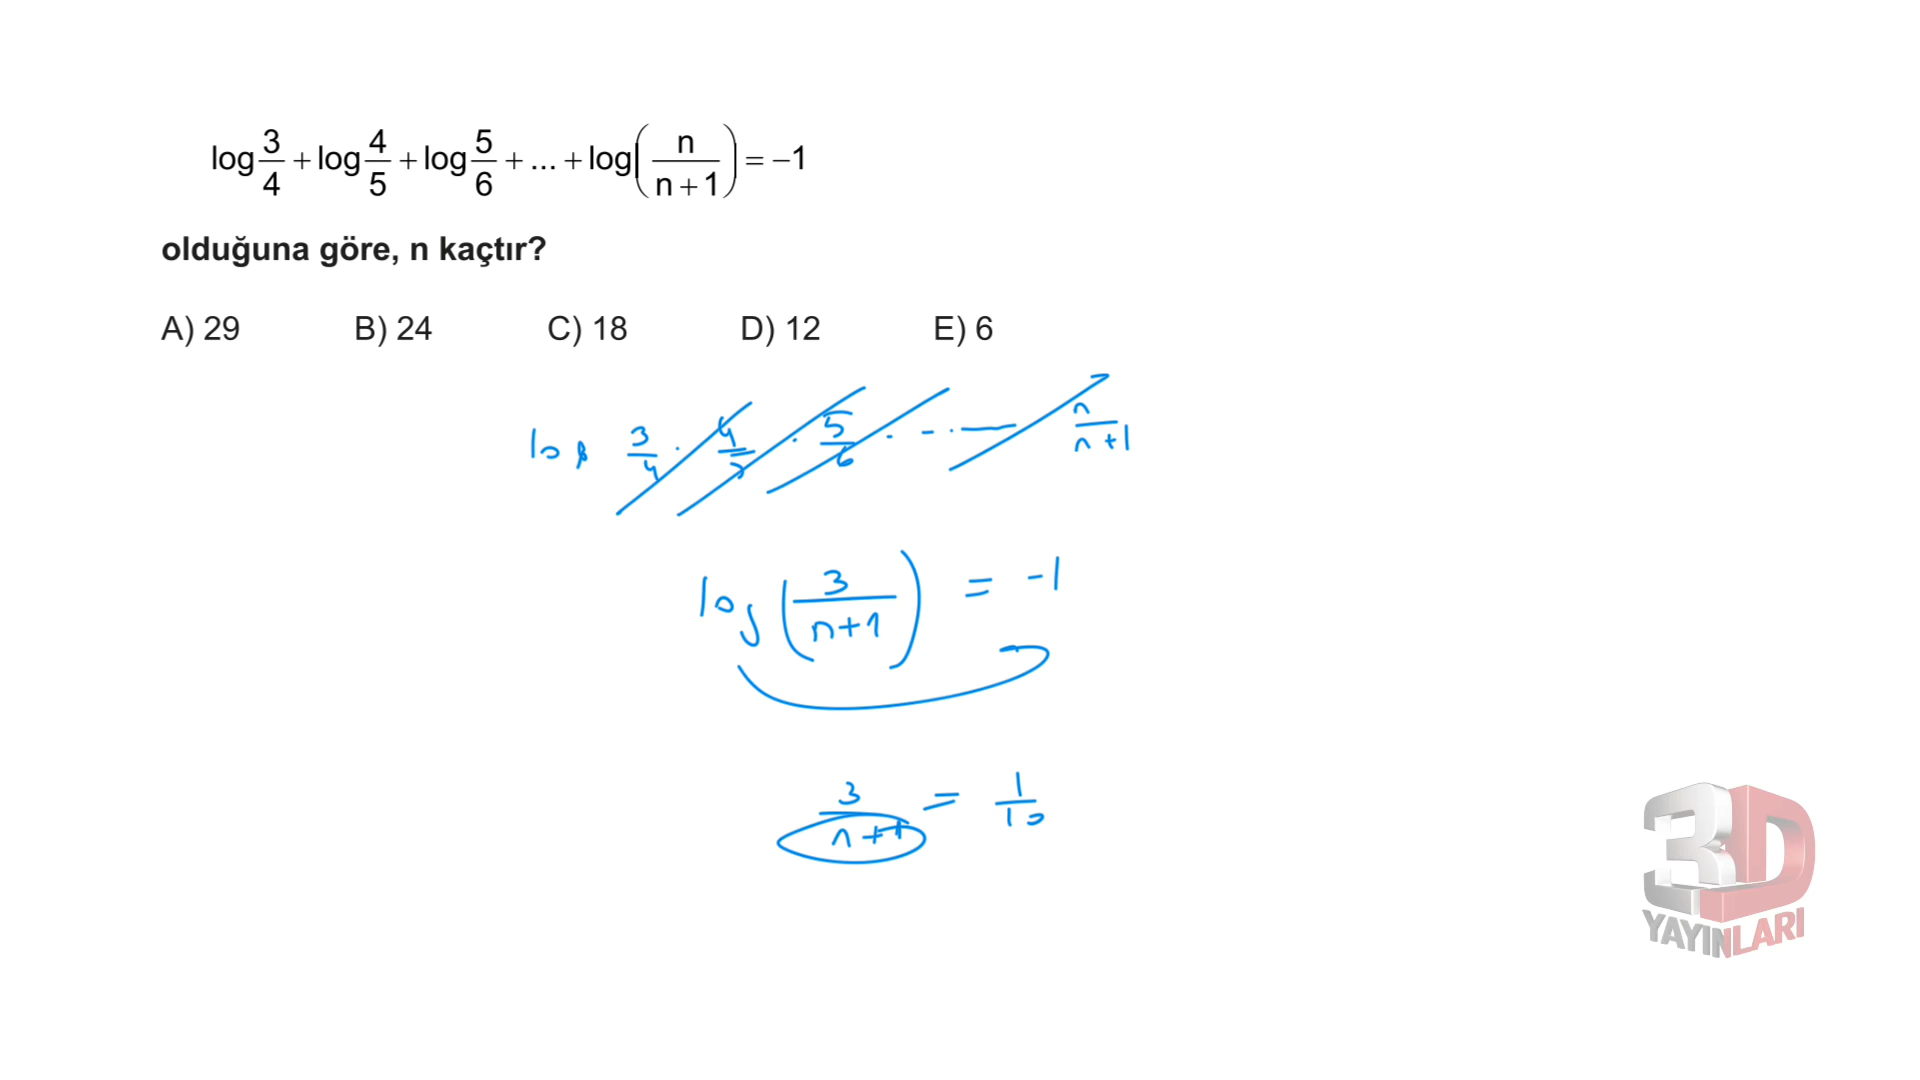 log 3/4 + log 4/5 + log 5/6 + ... + log(n/(n+1)) = −1
olduğuna göre, n kaçtır?
A) 29 B) 24 C) 18 D) 12 E) 6
log 3/4 · 4/5 · 5/6 · - · — n/(n+1)
log (3/(n+1)) = -1
3/(n+1) = 1/10
3D
YAYINLARI